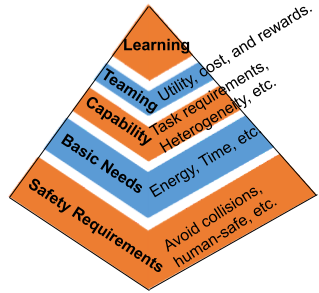 Learning
Teaming
Utility, cost, and rewards.
Capability
Task requirements,
Heterogeneity, etc.
Basic Needs
Energy, Time, etc.
Safety Requirements
Avoid collisions,
human-safe, etc.